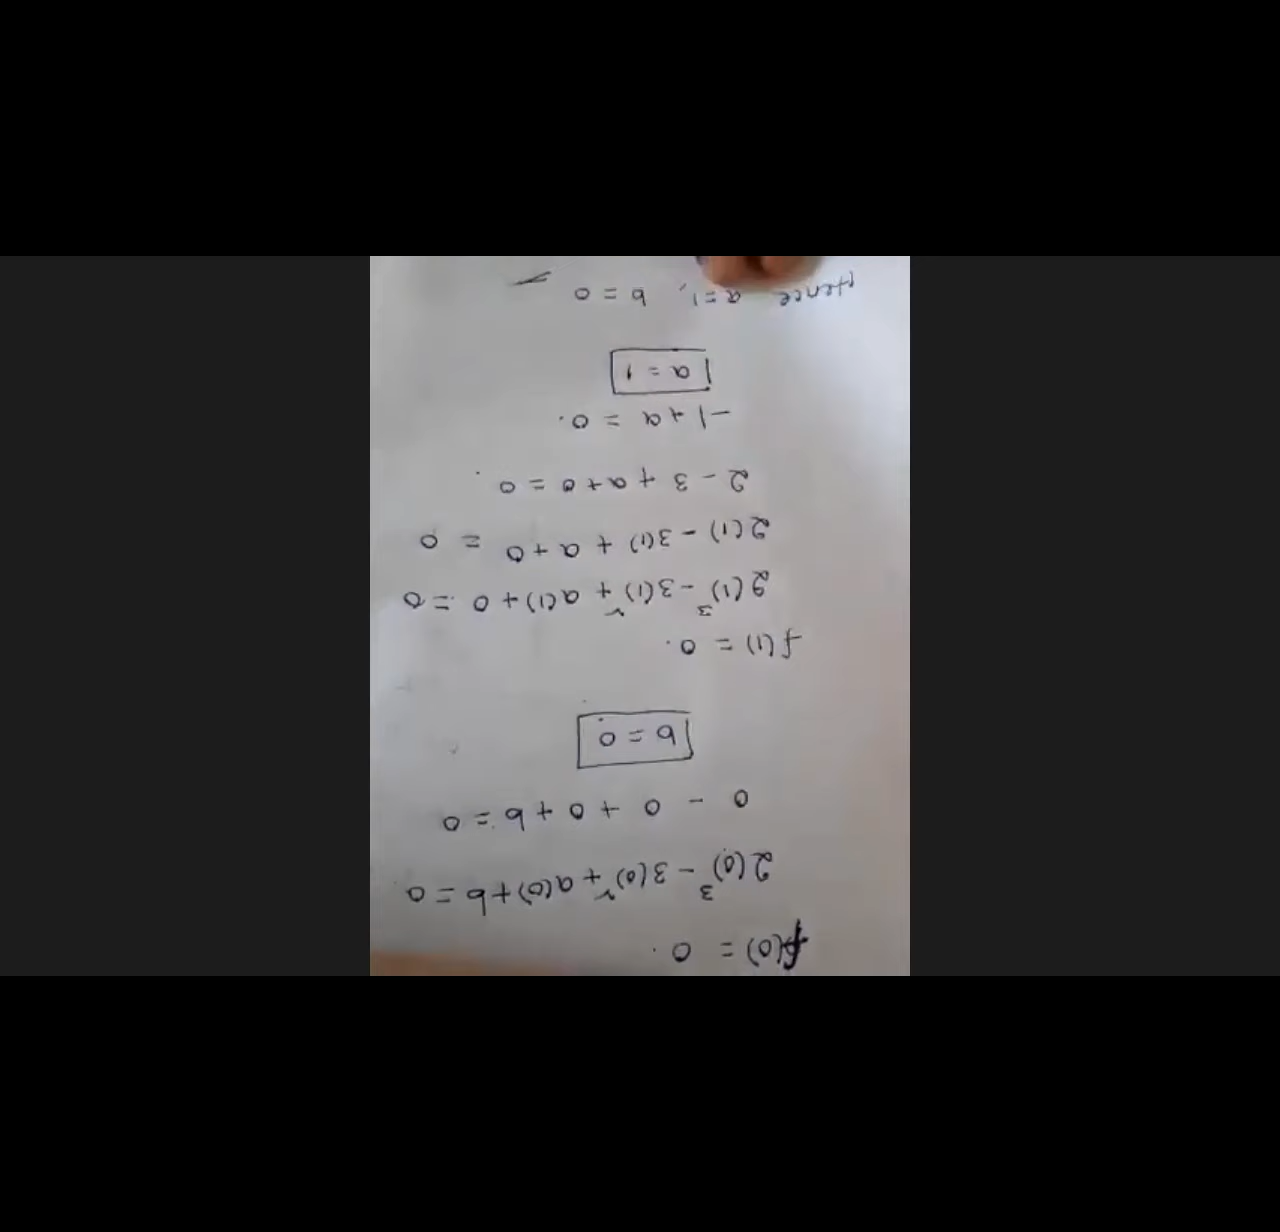 f(0) = 0.
2(0)³ - 3(0)² + a(0) + b = 0
0 - 0 + 0 + b = 0
b = 0
f(1) = 0.
2(1)³ - 3(1)² + a(1) + 0 = 0
2(1) - 3(1) + a + 0 = 0
2 - 3 + a + 0 = 0.
-1 + a = 0.
a = 1
Hence a = 1, b = 0